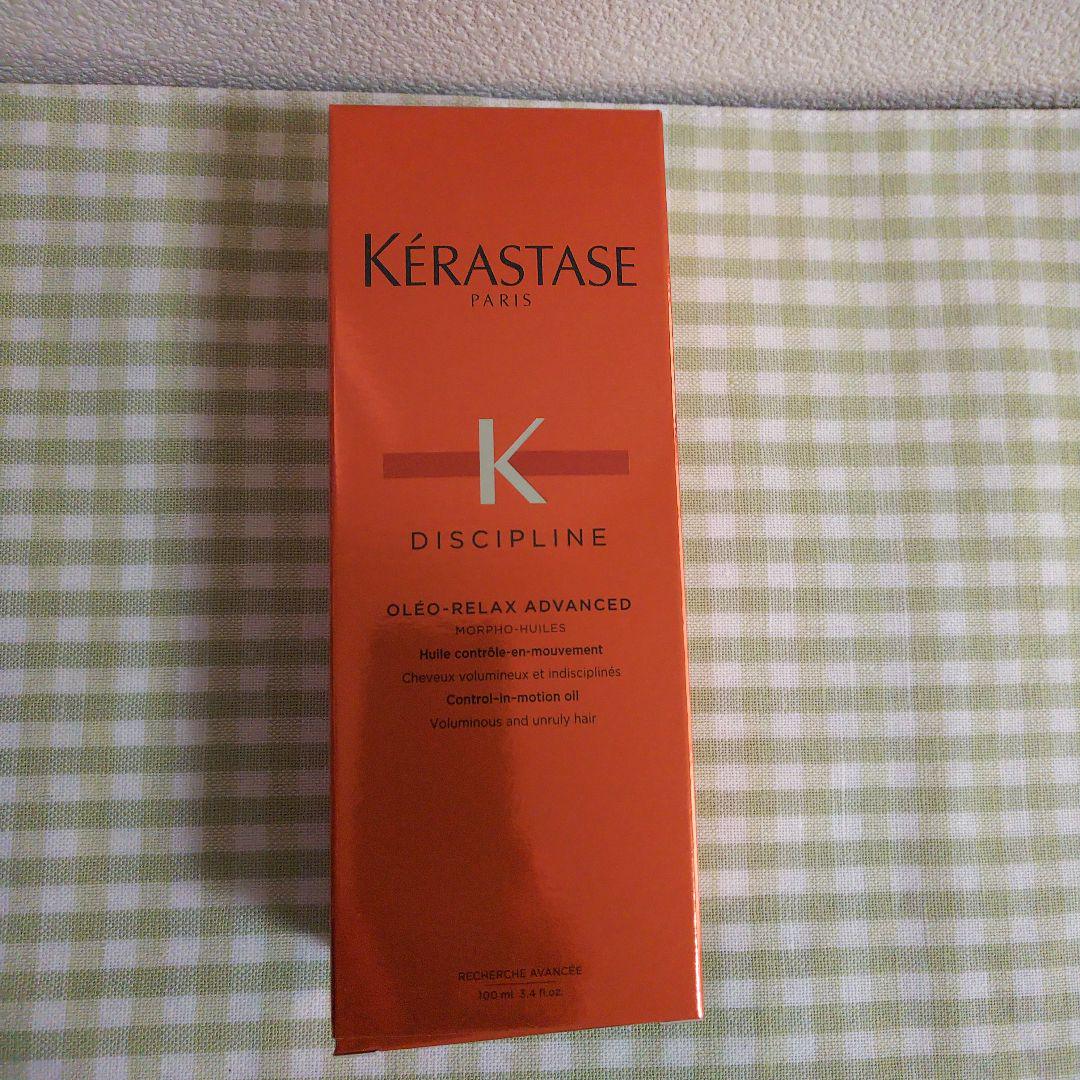 KÉRASTASE
PARIS
K
DISCIPLINE
OLÉO-RELAX ADVANCED
MORPHO-HUILES
Huile contrôle-en-mouvement
Cheveux volumineux et indisciplinés
Control-in-motion oil
Voluminous and unruly hair
RECHERCHE AVANCÉE
100 ml 3.4 fl.oz.